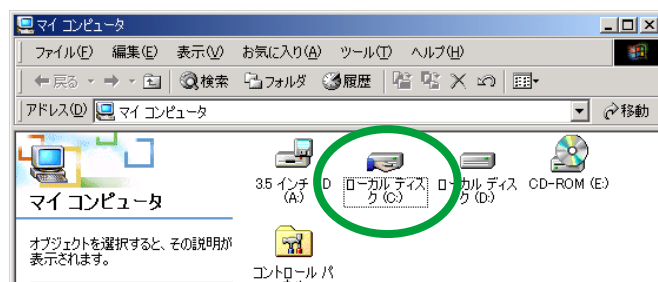 マイ コンピュータ
ファイル(F) 編集(E) 表示(V) お気に入り(A) ツール(T) ヘルプ(H)
戻る 検索 フォルダ 履歴
アドレス(D) マイ コンピュータ 移動
マイ コンピュータ
オブジェクトを選択すると、その説明が
表示されます。
3.5 インチ D
(A:)
ローカル ディス
ク (C:)
ローカル ディス
ク (D:)
CD-ROM (E:)
コントロール パ